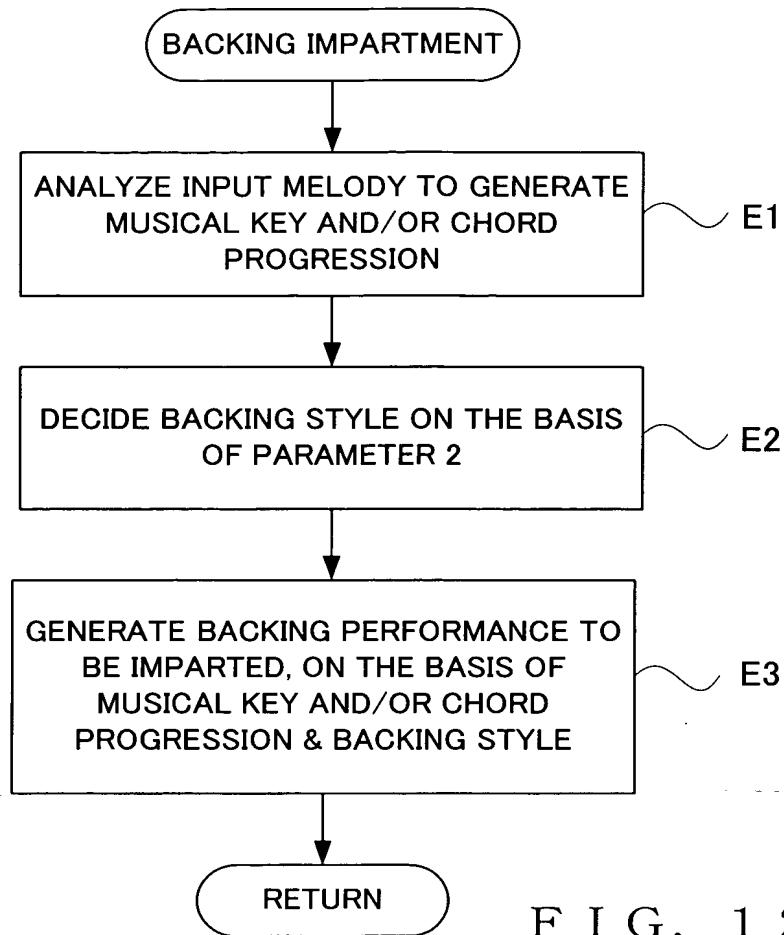 BACKING IMPARTMENT
ANALYZE INPUT MELODY TO GENERATE
MUSICAL KEY AND/OR CHORD
PROGRESSION
E1
DECIDE BACKING STYLE ON THE BASIS
OF PARAMETER 2
E2
GENERATE BACKING PERFORMANCE TO
BE IMPARTED, ON THE BASIS OF
MUSICAL KEY AND/OR CHORD
PROGRESSION & BACKING STYLE
E3
RETURN
FIG. 1